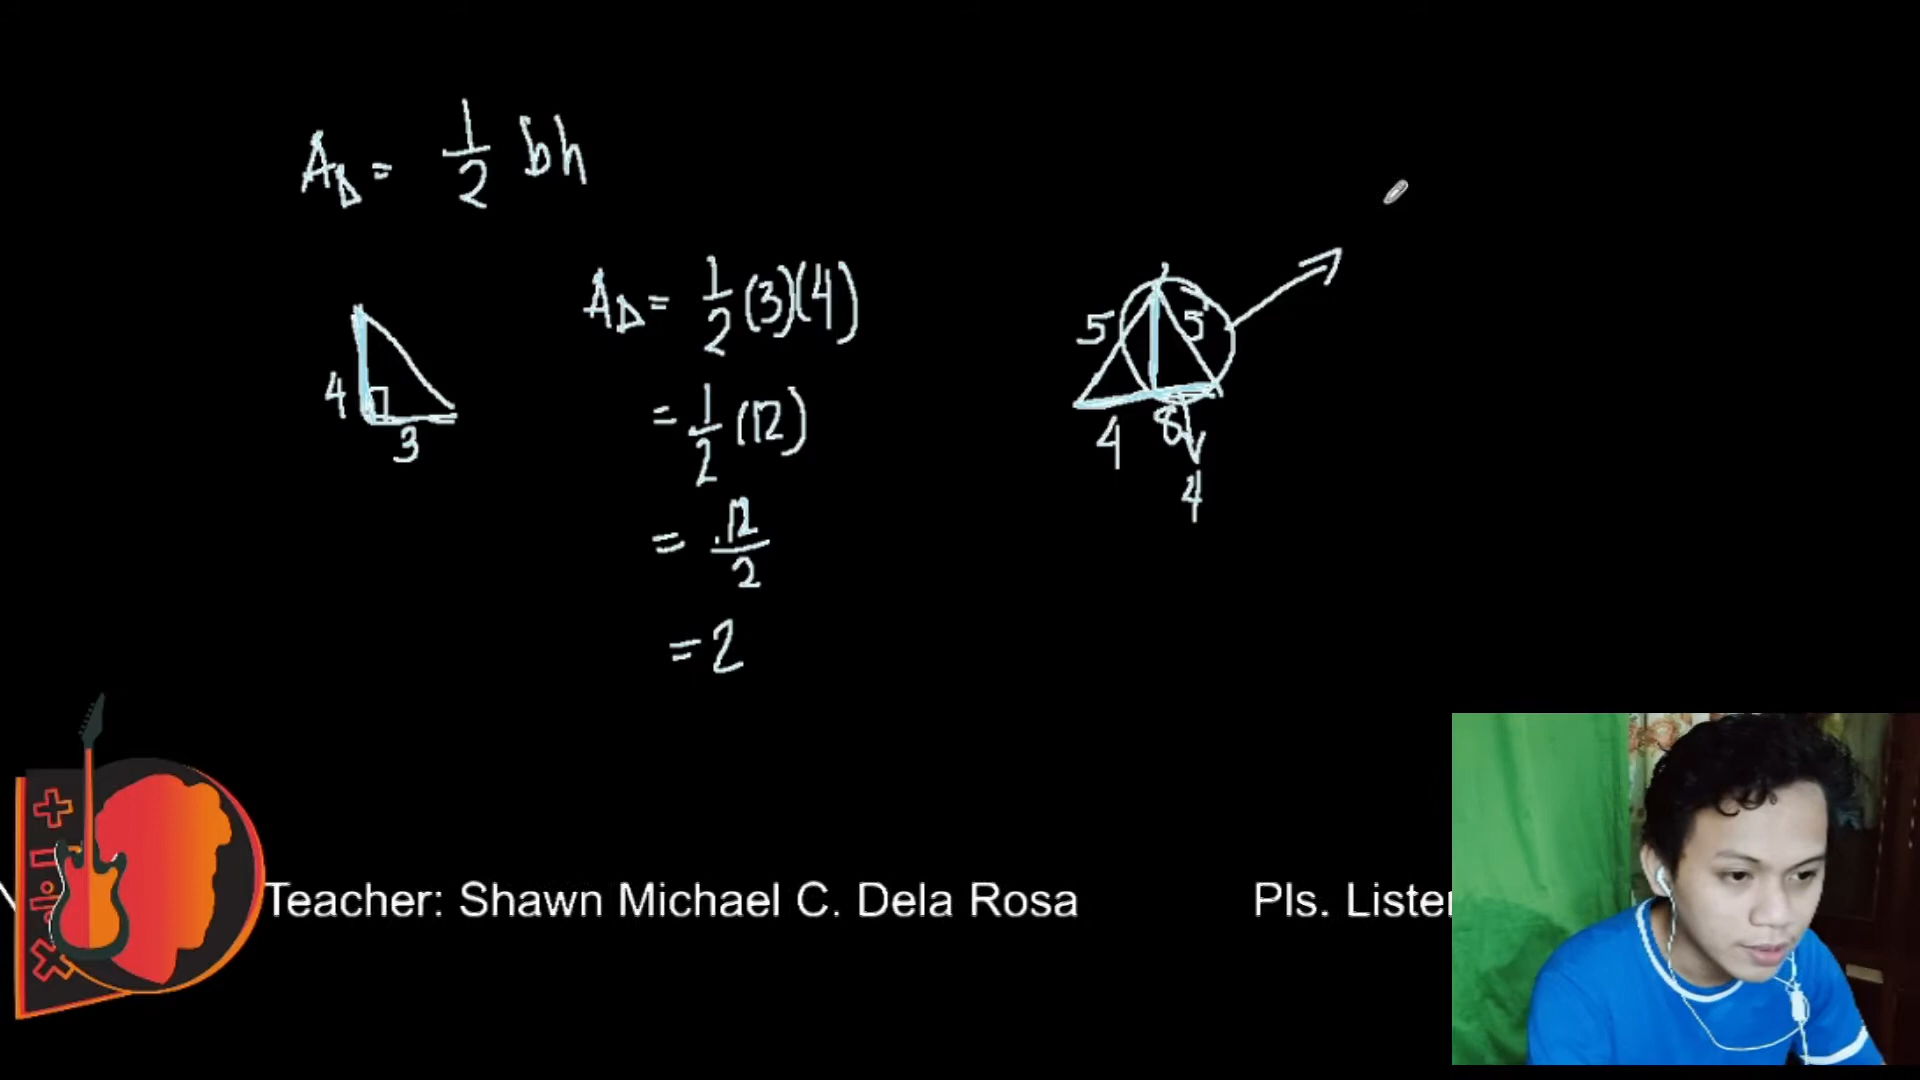 A△ = 1/2 bh
A△ = 1/2 (3)(4)
= 1/2 (12)
= 12/2
= 2
4
3
5
5
4
8
4
Teacher: Shawn Michael C. Dela Rosa
Pls. Listen